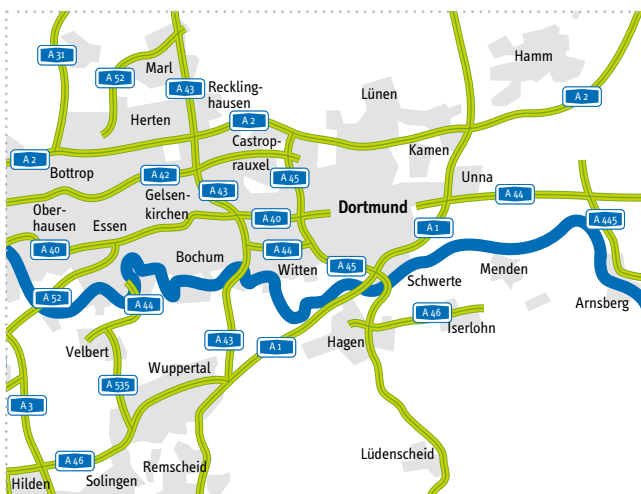 A 31
Marl
Hamm
A 52
A 43
Reckling-
hausen
Lünen
A 2
Herten
A 2
Castrop-
rauxel
Kamen
A 2
Bottrop
A 42
A 45
Unna
A 44
Gelsen-
kirchen
A 43
Dortmund
Ober-
hausen
Essen
A 40
A 1
A 445
A 40
Bochum
A 44
Witten
A 45
Schwerte
Menden
Arnsberg
A 52
A 44
A 46
Iserlohn
Velbert
A 43
A 1
Hagen
Wuppertal
A 535
A 3
Lüdenscheid
A 46
Remscheid
Hilden
Solingen